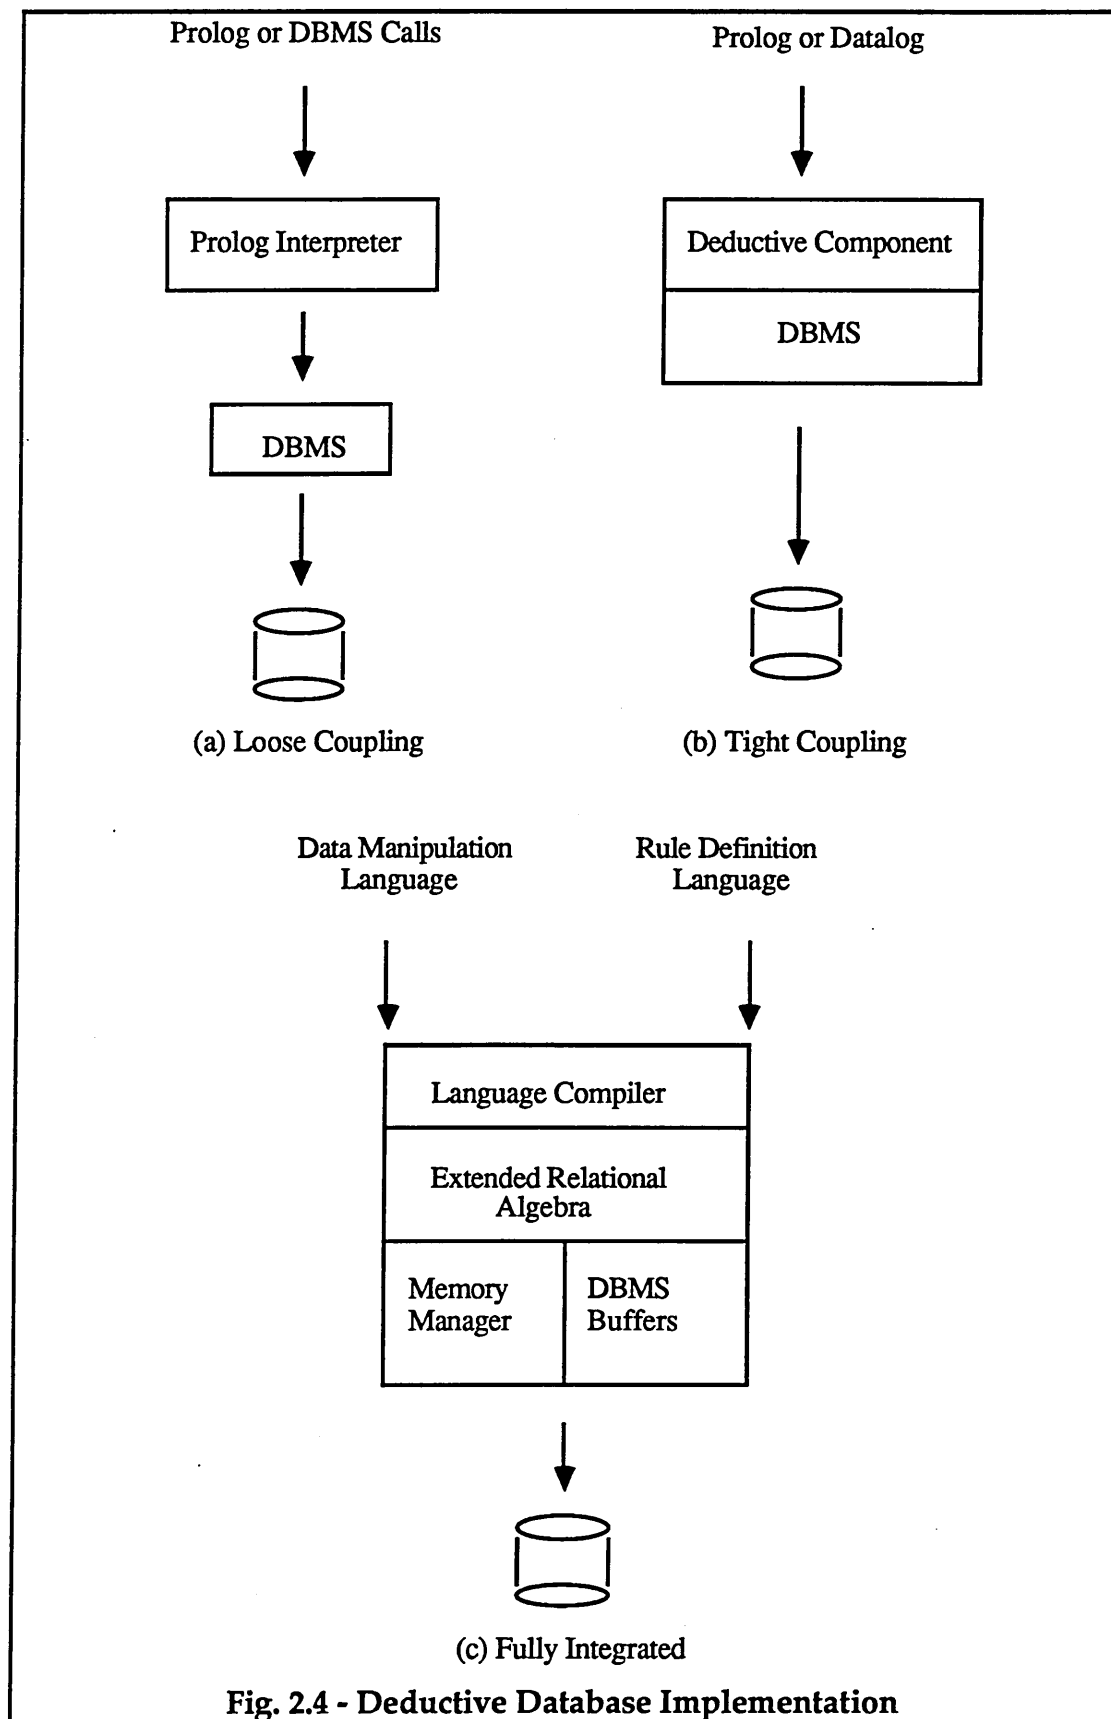 Prolog or DBMS Calls
Prolog Interpreter
DBMS
(a) Loose Coupling
Prolog or Datalog
Deductive Component
DBMS
(b) Tight Coupling
Data Manipulation
Language
Rule Definition
Language
Language Compiler
Extended Relational
Algebra
Memory
Manager
DBMS
Buffers
(c) Fully Integrated
Fig. 2.4 - Deductive Database Implementation